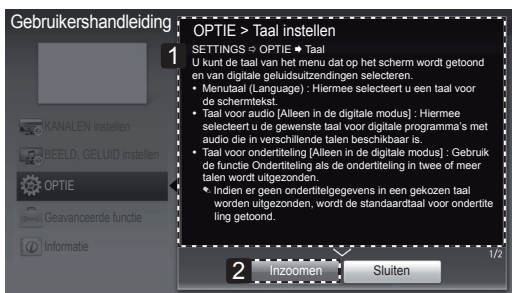 Gebruikershandleiding
KANALEN instellen
BEELD, GELUID instellen
OPTIE
Geavanceerde functie
Informatie
1
OPTIE > Taal instellen
SETTINGS ⇨ OPTIE ➡ Taal
U kunt de taal van het menu dat op het scherm wordt getoond
en van digitale geluidsuitzendingen selecteren.
• Menutaal (Language) : Hiermee selecteert u een taal voor
de schermtekst.
• Taal voor audio [Alleen in de digitale modus] : Hiermee
selecteert u de gewenste taal voor digitale programma's met
audio die in verschillende talen beschikbaar is.
• Taal voor ondertiteling [Alleen in de digitale modus] : Gebruik
de functie Ondertiteling als de ondertiteling in twee of meer
talen wordt uitgezonden.
Indien er geen ondertitelgegevens in een gekozen taal
worden uitgezonden, wordt de standaardtaal voor ondertite
ling getoond.
1/2
2
Inzoomen
Sluiten